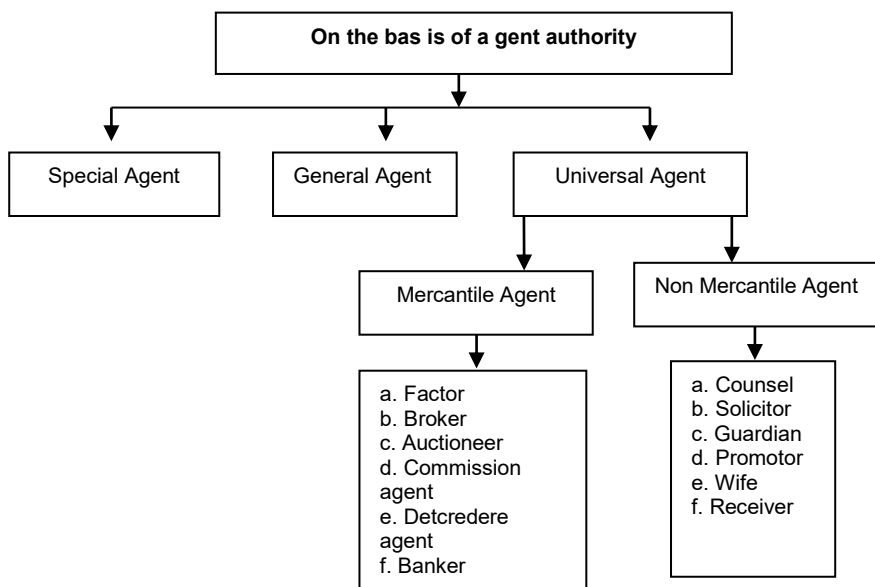 On the bas is of a gent authority
Special Agent
General Agent
Universal Agent
Mercantile Agent
Non Mercantile Agent
a. Factor
b. Broker
c. Auctioneer
d. Commission
agent
e. Detcredere
agent
f. Banker
a. Counsel
b. Solicitor
c. Guardian
d. Promotor
e. Wife
f. Receiver